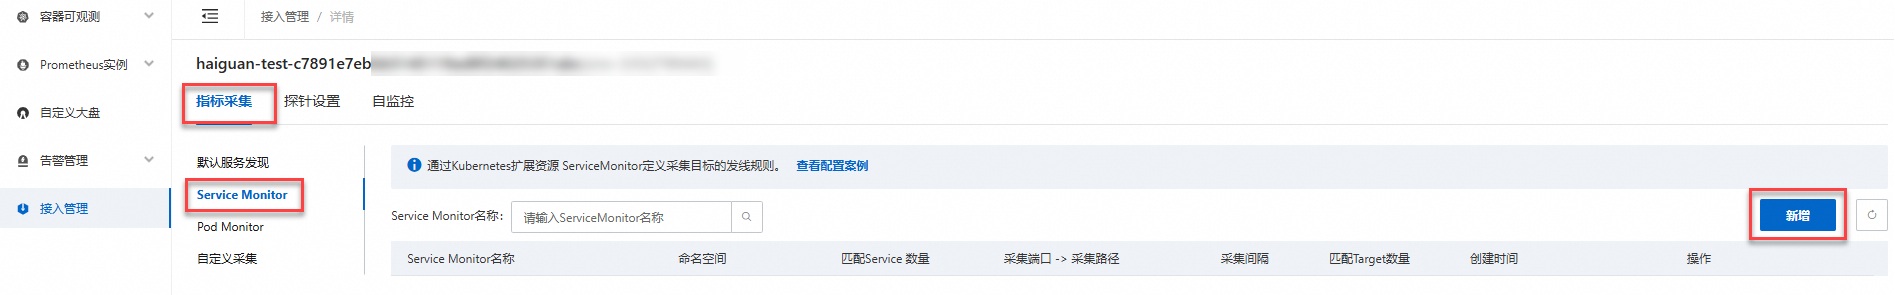 容器可观测
Prometheus实例
自定义大盘
告警管理
接入管理
接入管理 / 详情
haiguan-test-c7891e7eb
指标采集 探针设置 自监控
默认服务发现
Service Monitor
Pod Monitor
自定义采集
通过Kubernetes扩展资源 ServiceMonitor定义采集目标的发线规则。 查看配置案例
Service Monitor名称: 请输入ServiceMonitor名称 新增
Service Monitor名称 命名空间 匹配Service 数量 采集端口 -> 采集路径 采集间隔 匹配Target数量 创建时间 操作